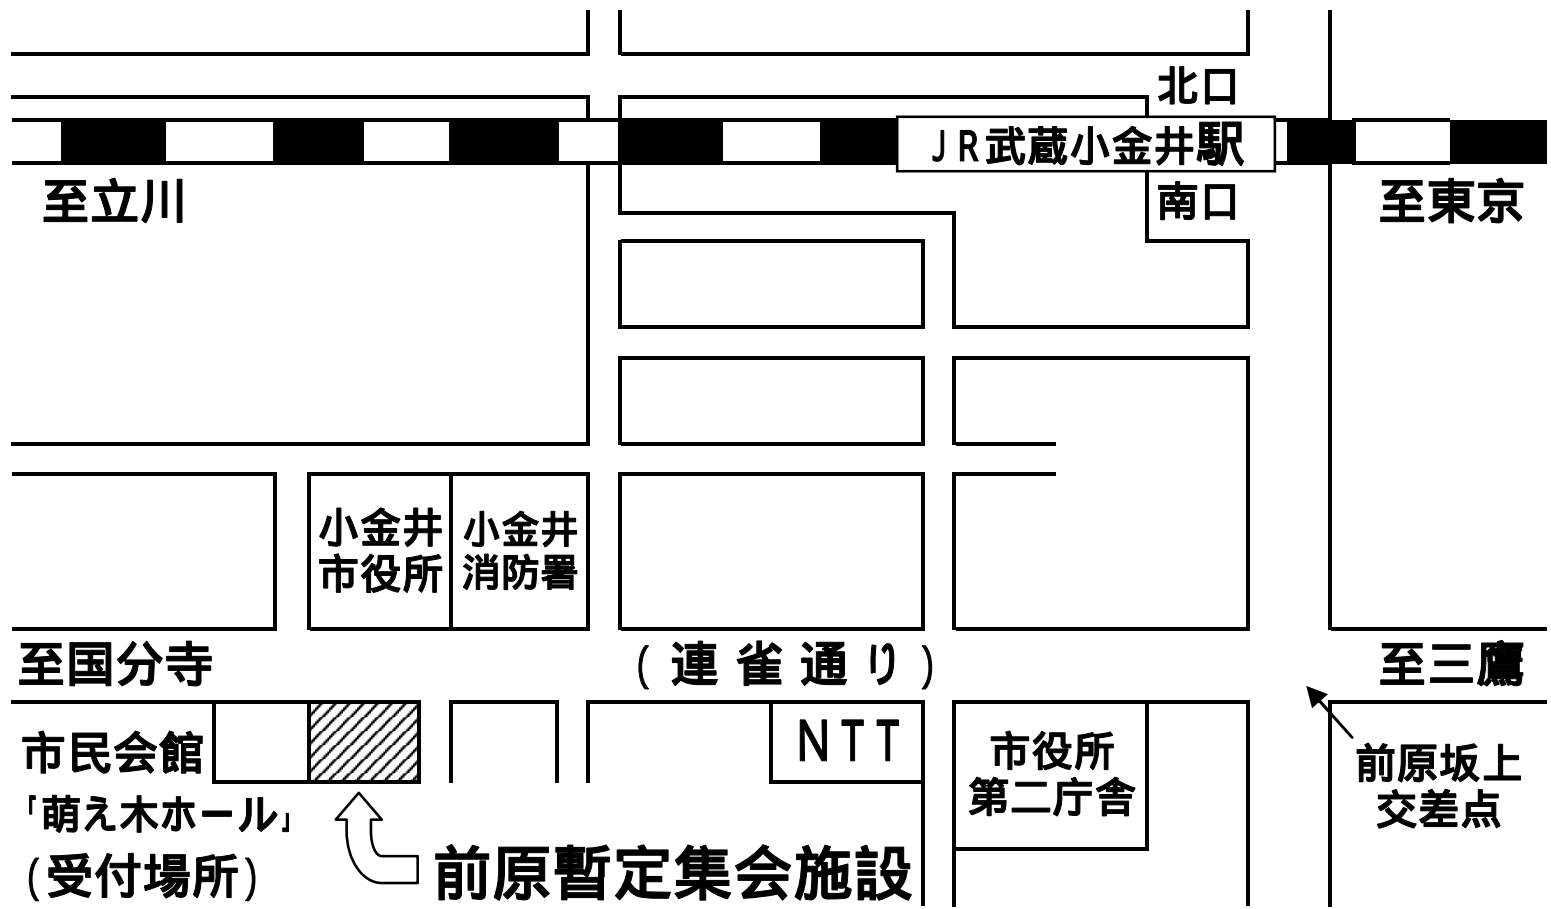 北口
JR武蔵小金井駅
至立川
南口
至東京
小金井
市役所
小金井
消防署
至国分寺
(連雀通り)
至三鷹
市民会館
「萌え木ホール」
(受付場所)
前原暫定集会施設
NTT
市役所
第二庁舎
前原坂上
交差点